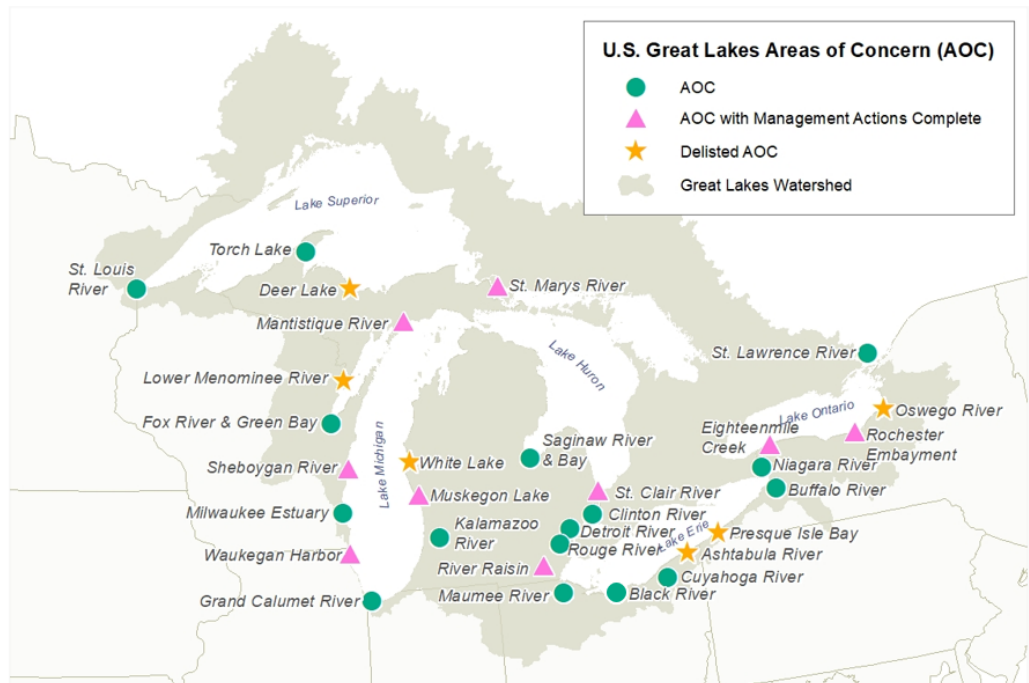 U.S. Great Lakes Areas of Concern (AOC)
AOC
AOC with Management Actions Complete
Delisted AOC
Great Lakes Watershed
Lake Superior
Torch Lake
St. Louis
River
Deer Lake
St. Marys River
Mantistique River
Lake Huron
St. Lawrence River
Lower Menominee River
Lake Ontario
Oswego River
Fox River & Green Bay
Lake Michigan
Eighteenmile
Creek
Rochester
Embayment
Saginaw River
& Bay
Sheboygan River
White Lake
Niagara River
Muskegon Lake
St. Clair River
Buffalo River
Milwaukee Estuary
Kalamazoo
River
Clinton River
Detroit River
Rouge River
Lake Erie
Presque Isle Bay
Waukegan Harbor
River Raisin
Ashtabula River
Cuyahoga River
Grand Calumet River
Maumee River
Black River